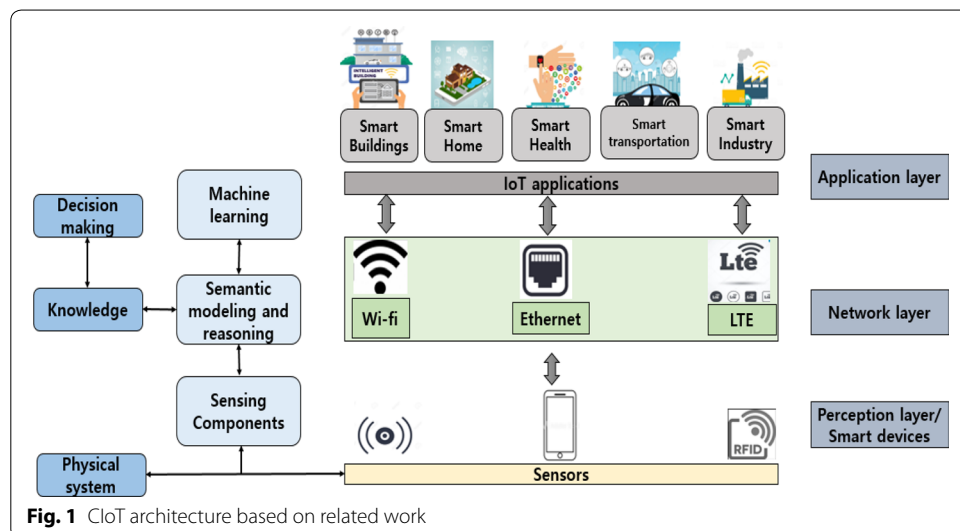 INTELLIGENT
BUILDING
Smart
Buildings
Smart
Home
Smart
Health
Smart
transportation
Smart
Industry
IoT applications
Application layer
Machine
learning
Decision
making
Knowledge
Semantic
modeling and
reasoning
Lte
Wi-fi
Ethernet
LTE
Network layer
Sensing
Components
RFID
Perception layer/
Smart devices
Physical
system
Sensors
Fig. 1 CIoT architecture based on related work